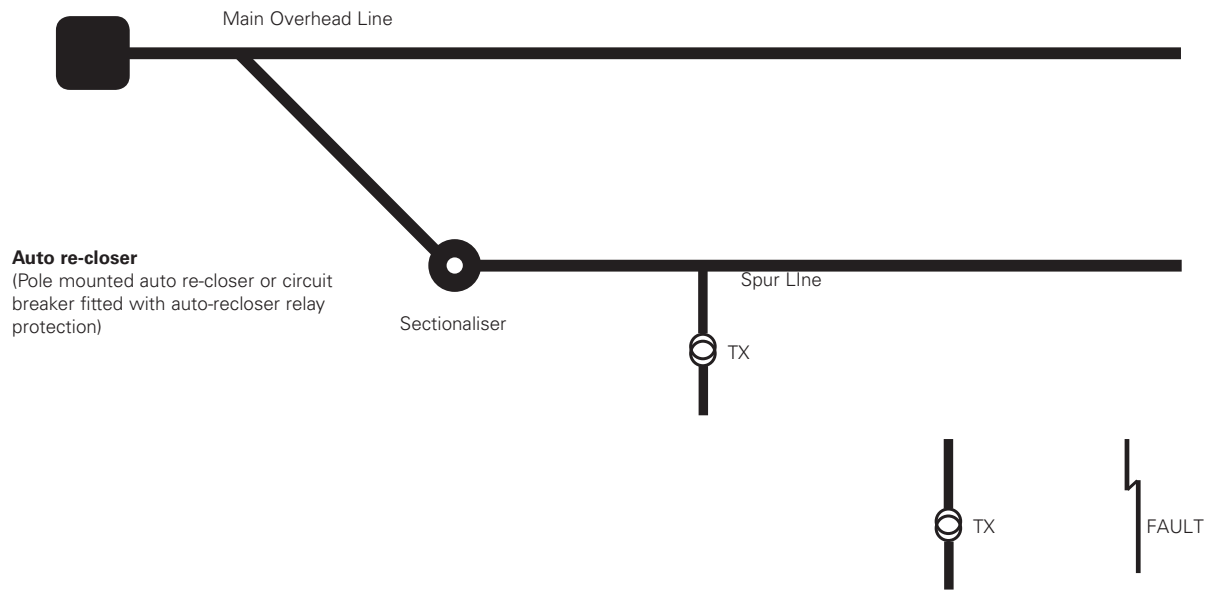 Main Overhead Line
Auto re-closer
(Pole mounted auto re-closer or circuit
breaker fitted with auto-recloser relay
protection)
Sectionaliser
Spur LIne
TX
TX
FAULT